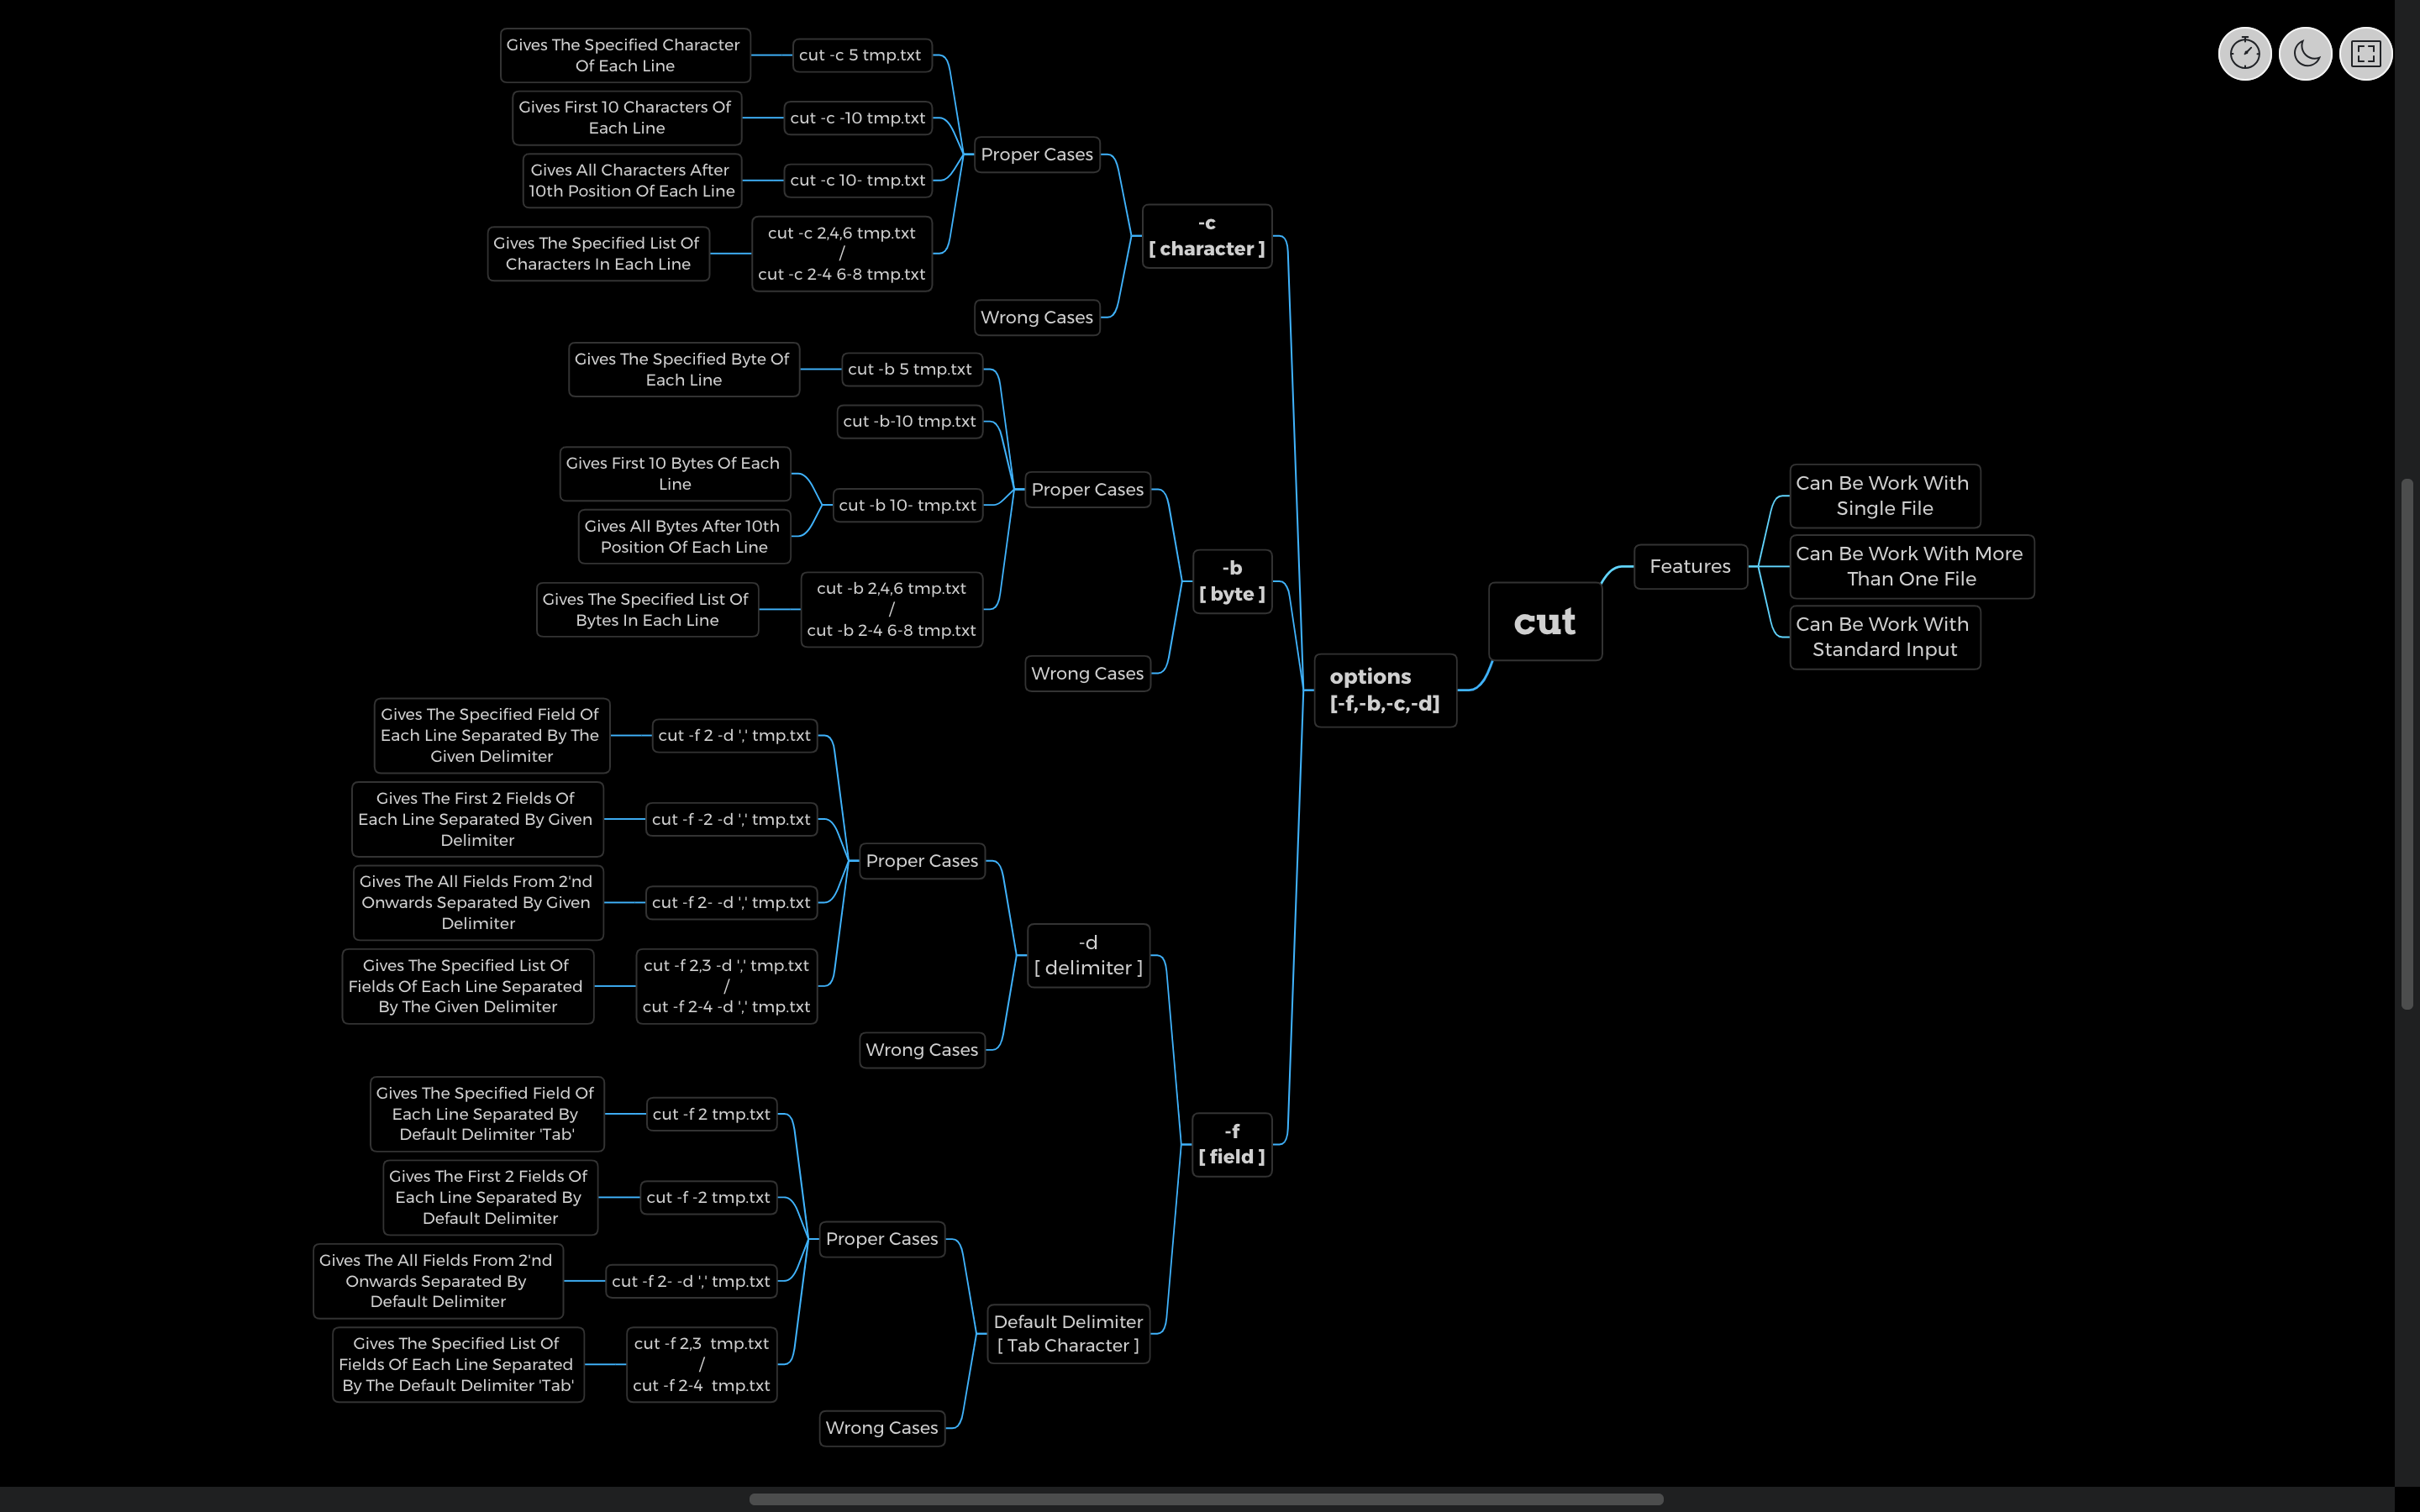 Gives The Specified Character
Of Each Line
cut -c 5 tmp.txt
Gives First 10 Characters Of
Each Line
cut -c -10 tmp.txt
Gives All Characters After
10th Position Of Each Line
cut -c 10- tmp.txt
Gives The Specified List Of
Characters In Each Line
cut -c 2,4,6 tmp.txt
/
cut -c 2-4 6-8 tmp.txt
Proper Cases
Wrong Cases
-c
[ character ]
Gives The Specified Byte Of
Each Line
cut -b 5 tmp.txt
cut -b-10 tmp.txt
Gives First 10 Bytes Of Each
Line
Gives All Bytes After 10th
Position Of Each Line
cut -b 10- tmp.txt
Gives The Specified List Of
Bytes In Each Line
cut -b 2,4,6 tmp.txt
/
cut -b 2-4 6-8 tmp.txt
Proper Cases
Wrong Cases
-b
[ byte ]
Gives The Specified Field Of
Each Line Separated By The
Given Delimiter
cut -f 2 -d ',' tmp.txt
Gives The First 2 Fields Of
Each Line Separated By Given
Delimiter
cut -f -2 -d ',' tmp.txt
Gives The All Fields From 2'nd
Onwards Separated By Given
Delimiter
cut -f 2- -d ',' tmp.txt
Gives The Specified List Of
Fields Of Each Line Separated
By The Given Delimiter
cut -f 2,3 -d ',' tmp.txt
/
cut -f 2-4 -d ',' tmp.txt
Proper Cases
Wrong Cases
-d
[ delimiter ]
Gives The Specified Field Of
Each Line Separated By
Default Delimiter 'Tab'
cut -f 2 tmp.txt
Gives The First 2 Fields Of
Each Line Separated By
Default Delimiter
cut -f -2 tmp.txt
Gives The All Fields From 2'nd
Onwards Separated By
Default Delimiter
cut -f 2- -d ',' tmp.txt
Gives The Specified List Of
Fields Of Each Line Separated
By The Default Delimiter 'Tab'
cut -f 2,3 tmp.txt
/
cut -f 2-4 tmp.txt
Proper Cases
Wrong Cases
Default Delimiter
[ Tab Character ]
-f
[ field ]
options
[-f,-b,-c,-d]
cut
Features
Can Be Work With
Single File
Can Be Work With More
Than One File
Can Be Work With
Standard Input